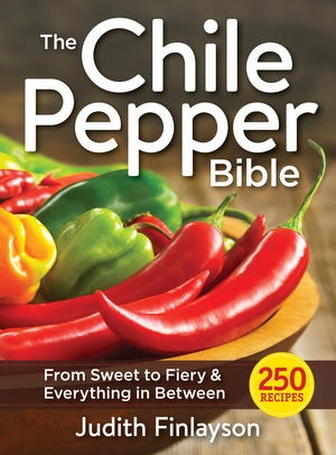 The
Chile
Pepper
Bible
From Sweet to Fiery &
Everything in Between
250
RECIPES
Judith Finlayson